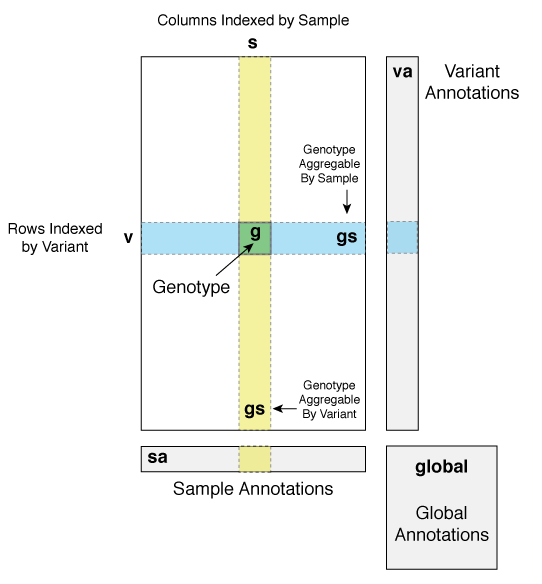 Columns Indexed by Sample
s
va
Variant
Annotations
Genotype
Aggregable
By Sample
Rows Indexed
by Variant
v
g
gs
Genotype
gs
Genotype
Aggregable
By Variant
sa
Sample Annotations
global
Global
Annotations